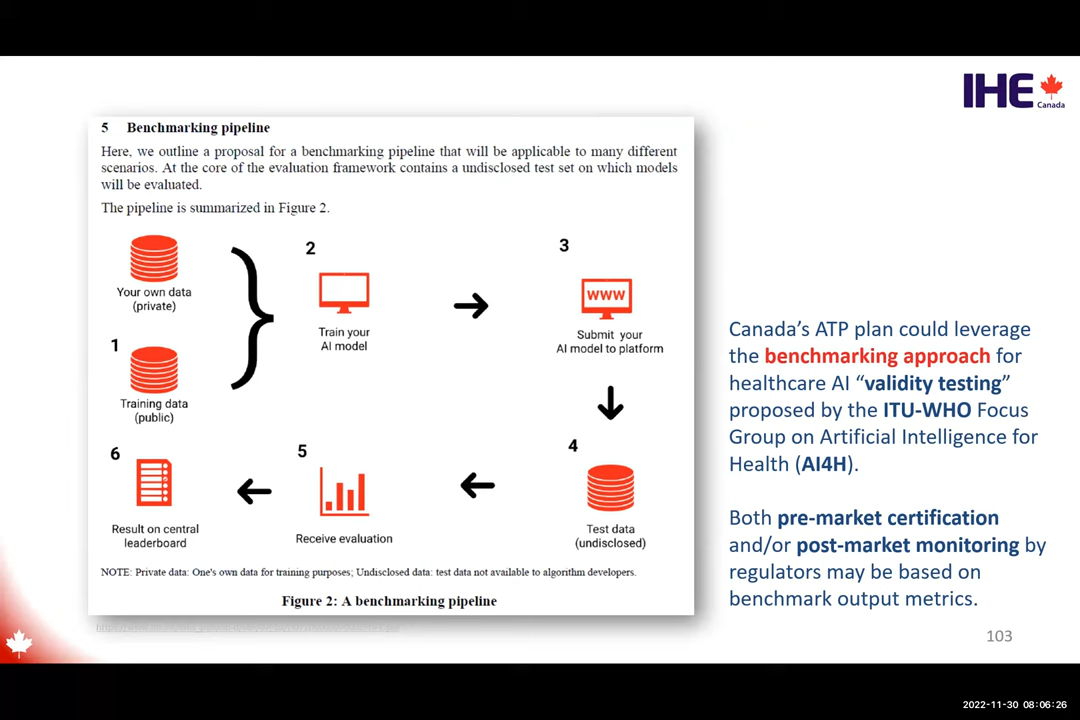 IHE
Canada
5 Benchmarking pipeline
Here, we outline a proposal for a benchmarking pipeline that will be applicable to many different
scenarios. At the core of the evaluation framework contains a undisclosed test set on which models
will be evaluated.
The pipeline is summarized in Figure 2.
Your own data
(private)
1
Training data
(public)
2
Train your
AI model
3
WWW
Submit your
AI model to platform
4
Test data
(undisclosed)
5
Receive evaluation
6
Result on central
leaderboard
NOTE: Private data: One's own data for training purposes; Undisclosed data: test data not available to algorithm developers.
Figure 2: A benchmarking pipeline
Canada’s ATP plan could leverage
the benchmarking approach for
healthcare AI “validity testing”
proposed by the ITU-WHO Focus
Group on Artificial Intelligence for
Health (AI4H).
Both pre-market certification
and/or post-market monitoring by
regulators may be based on
benchmark output metrics.
103
2022-11-30 08:06:26